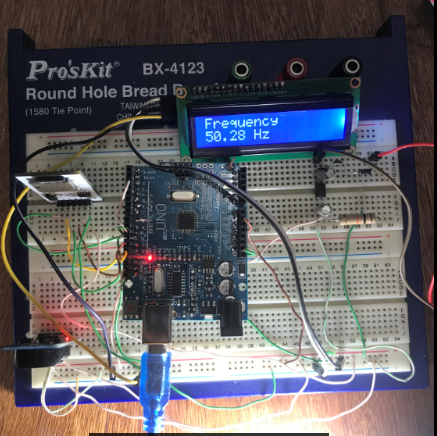 Pro'sKit® BX-4123
Round Hole Bread
(1580 Tie Point)
TAIWAN
Frequency
50.28 Hz
UNO